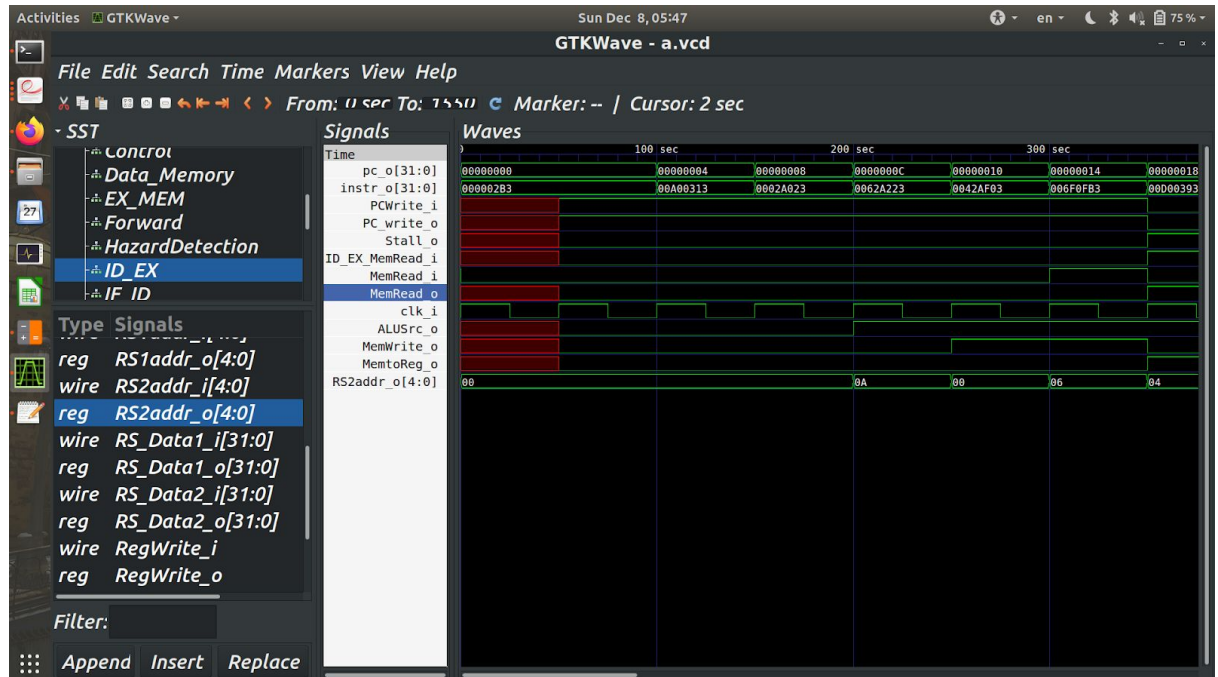 Activities GTKWave Sun Dec 8, 05:47 en 75 %
GTKWave - a.vcd
File Edit Search Time Markers View Help
From: 0 sec To: 1550 Marker: -- | Cursor: 2 sec
SST
Control
Data_Memory
EX_MEM
Forward
HazardDetection
ID_EX
IF_ID
27
Type Signals
reg RS1addr_o[4:0]
wire RS2addr_i[4:0]
reg RS2addr_o[4:0]
wire RS_Data1_i[31:0]
reg RS_Data1_o[31:0]
wire RS_Data2_i[31:0]
reg RS_Data2_o[31:0]
wire RegWrite_i
reg RegWrite_o
Filter:
Append Insert Replace
Signals
Time
pc_o[31:0]
instr_o[31:0]
PCWrite_i
PC_write_o
Stall_o
ID_EX_MemRead_i
MemRead_i
MemRead_o
clk_i
ALUSrc_o
MemWrite_o
MemtoReg_o
RS2addr_o[4:0]
Waves
100 sec 200 sec 300 sec
00000000 00000004 00000008 0000000C 00000010 00000014 00000018
000002B3 00A00313 0002A023 0062A223 0042AF03 006F0FB3 00D00393
00 0A 00 06 04